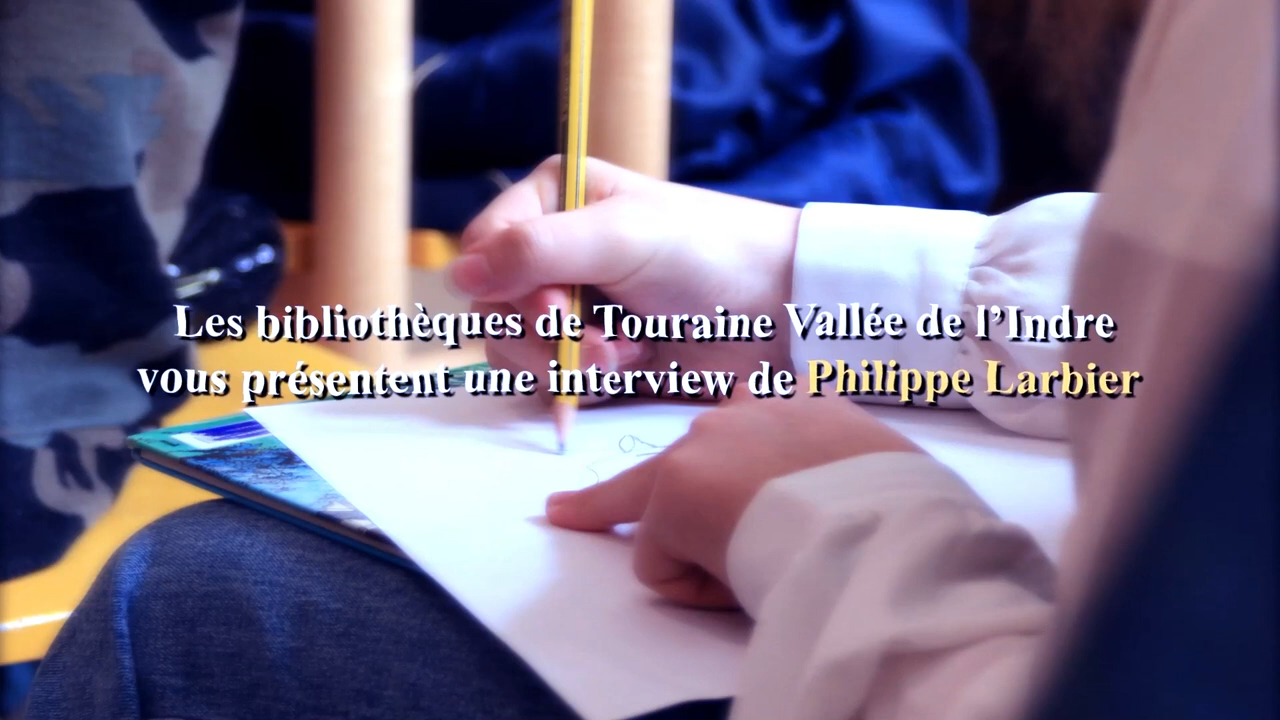 Les bibliothèques de Touraine Vallée de l’Indre
vous présentent une interview de Philippe Larbier